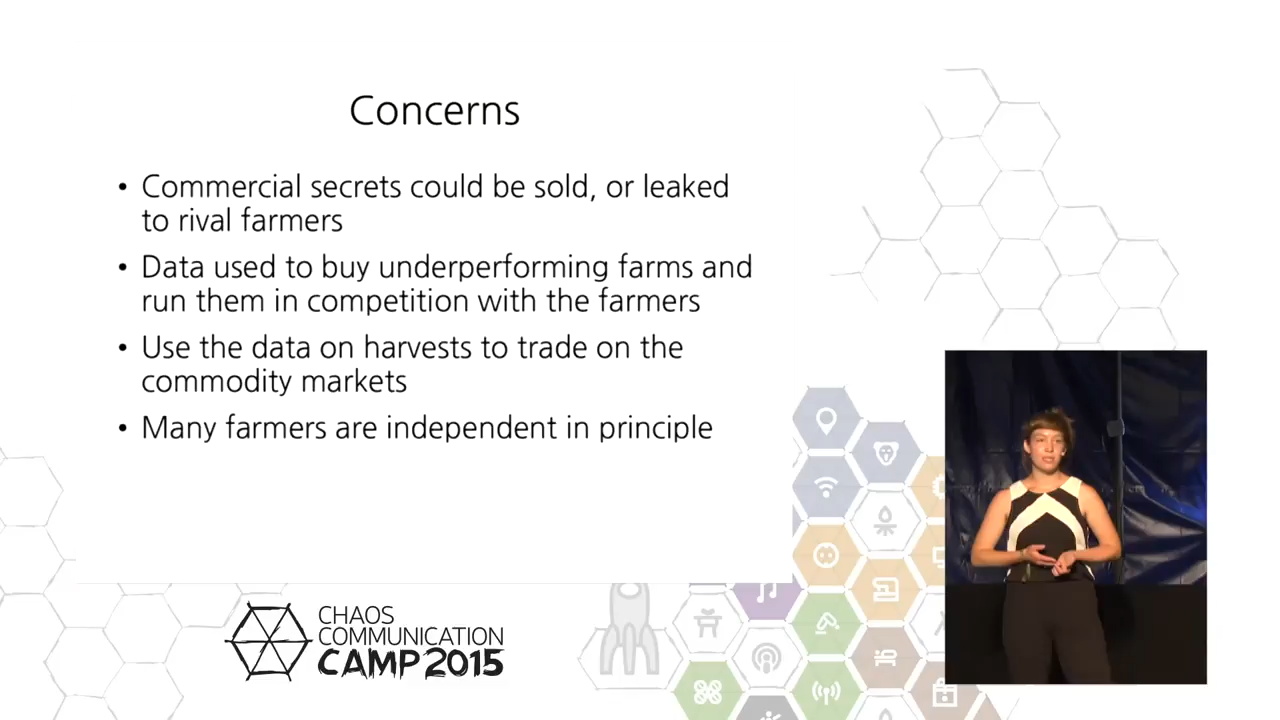 Concerns
• Commercial secrets could be sold, or leaked
to rival farmers
• Data used to buy underperforming farms and
run them in competition with the farmers
• Use the data on harvests to trade on the
commodity markets
• Many farmers are independent in principle
CHAOS
COMMUNICATION
CAMP 2015